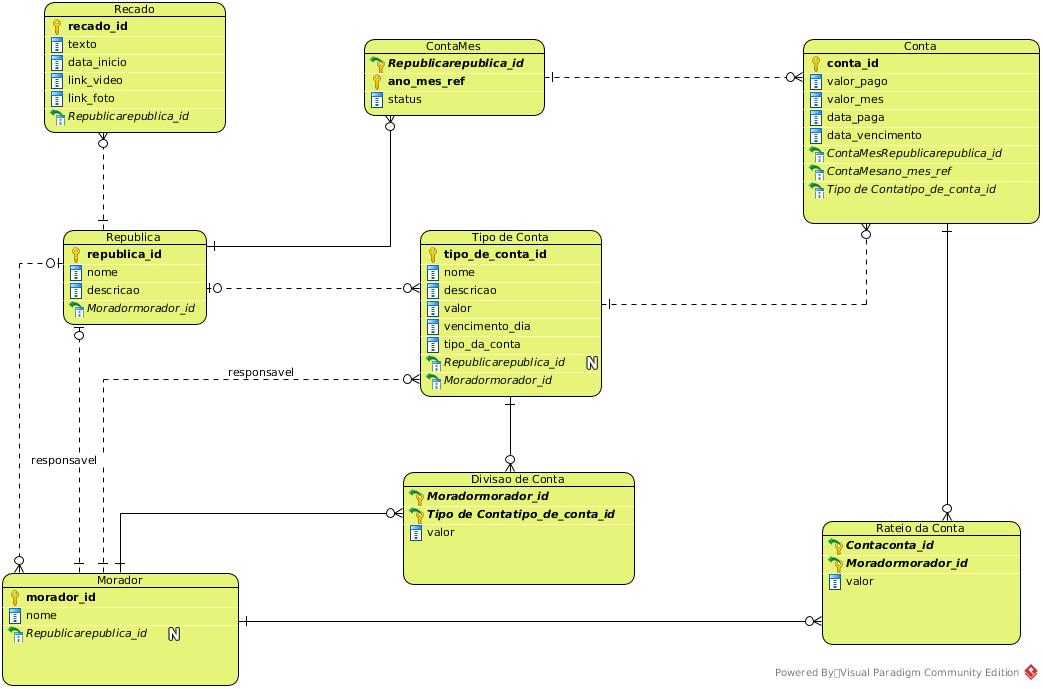 Recado
recado_id
texto
data_inicio
link_video
link_foto
Republicarepublica_id
ContaMes
Republicarepublica_id
ano_mes_ref
status
Conta
conta_id
valor_pago
valor_mes
data_paga
data_vencimento
ContaMesRepublicarepublica_id
ContaMesano_mes_ref
Tipo de Contatipo_de_conta_id
Republica
republica_id
nome
descricao
Moradormorador_id
Tipo de Conta
tipo_de_conta_id
nome
descricao
valor
vencimento_dia
tipo_da_conta
Republicarepublica_id N
Moradormorador_id
responsavel
responsavel
Divisao de Conta
Moradormorador_id
Tipo de Contatipo_de_conta_id
valor
Rateio da Conta
Contaconta_id
Moradormorador_id
valor
Morador
morador_id
nome
Republicarepublica_id N
Powered By Visual Paradigm Community Edition